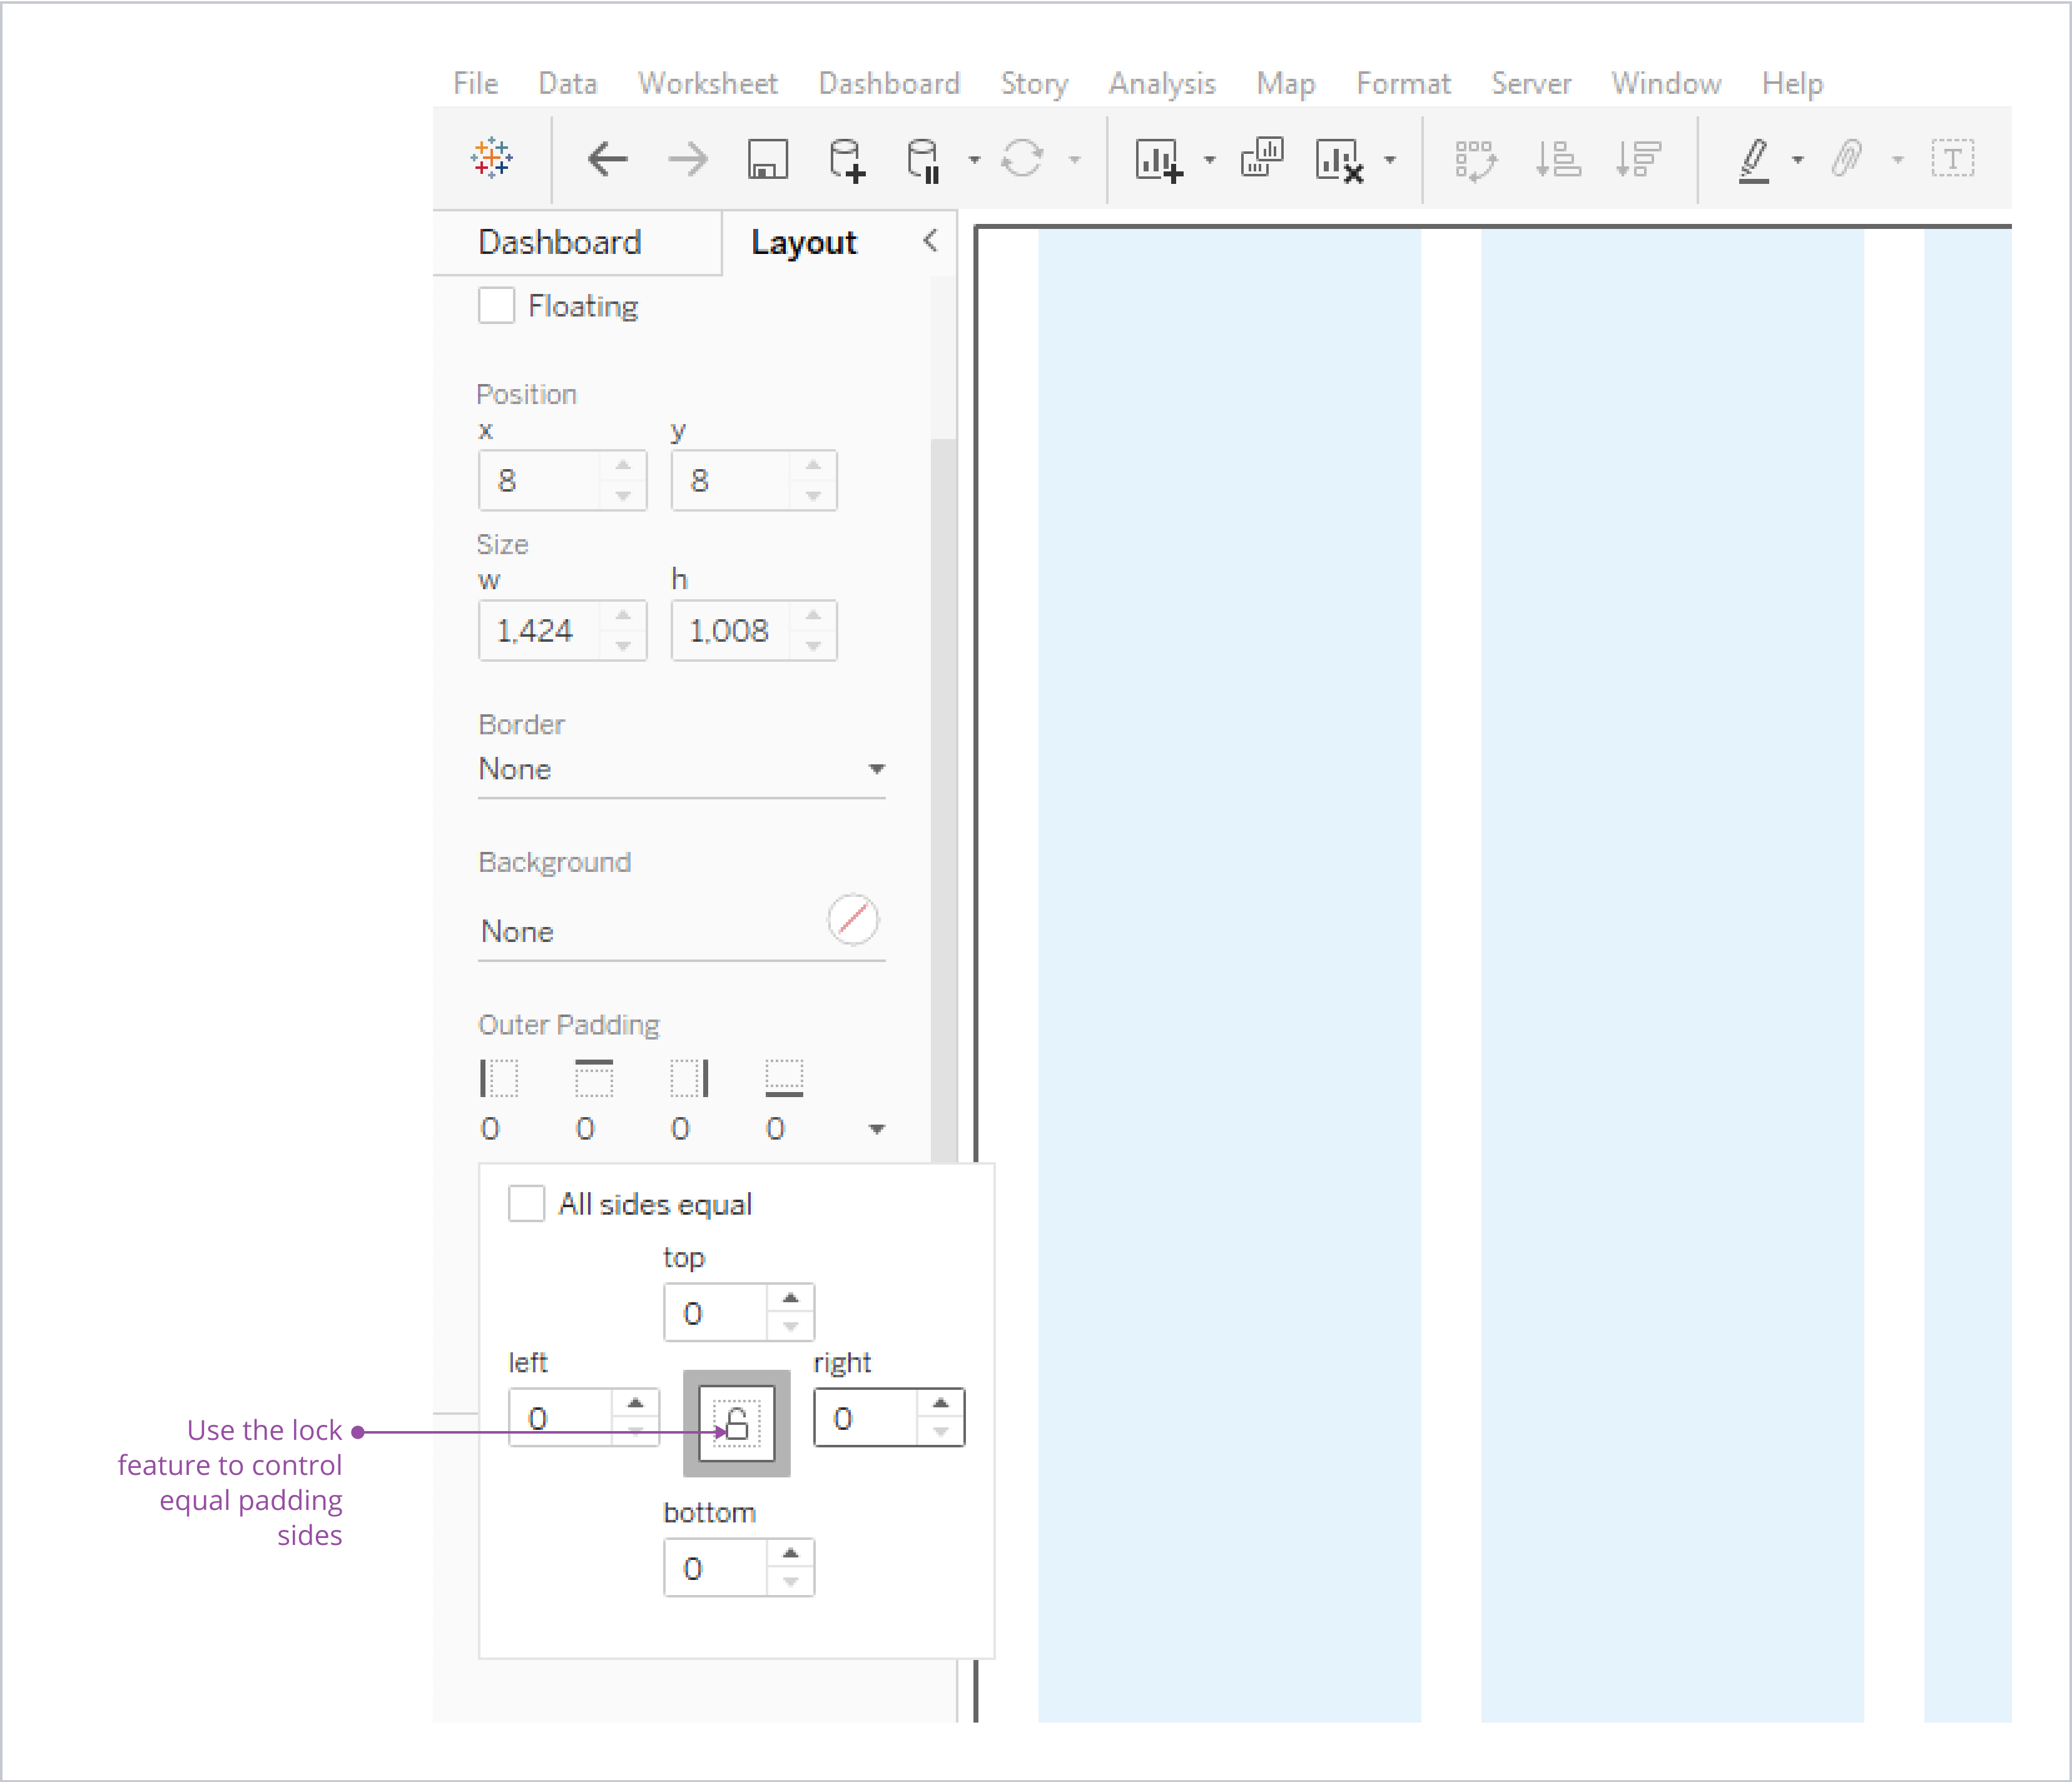 File Data Worksheet Dashboard Story Analysis Map Format Server Window Help
T
Dashboard Layout
Floating
Position
x y
8 8
Size
w h
1,424 1,008
Border
None
Background
None
Outer Padding
0 0 0 0
All sides equal
top
0
left right
0 0
Use the lock
feature to control
equal padding
sides
bottom
0